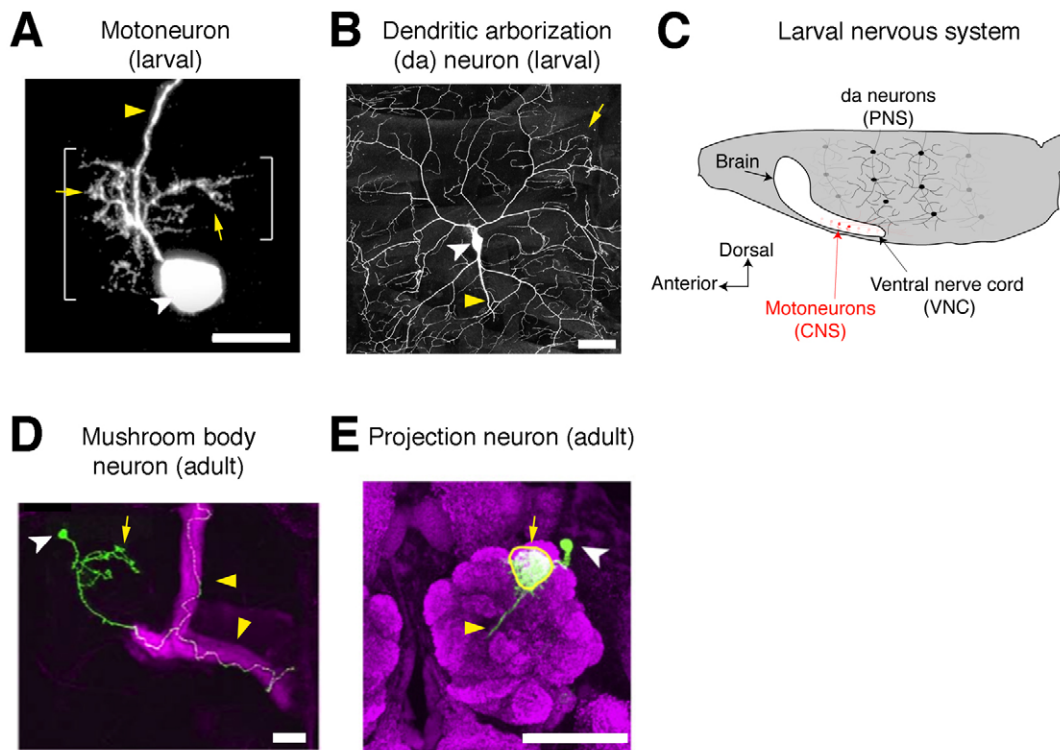 A
Motoneuron
(larval)
B
Dendritic arborization
(da) neuron (larval)
C
Larval nervous system
da neurons
(PNS)
Brain
Dorsal
Anterior
Ventral nerve cord
(VNC)
Motoneurons
(CNS)
D
Mushroom body
neuron (adult)
E
Projection neuron (adult)